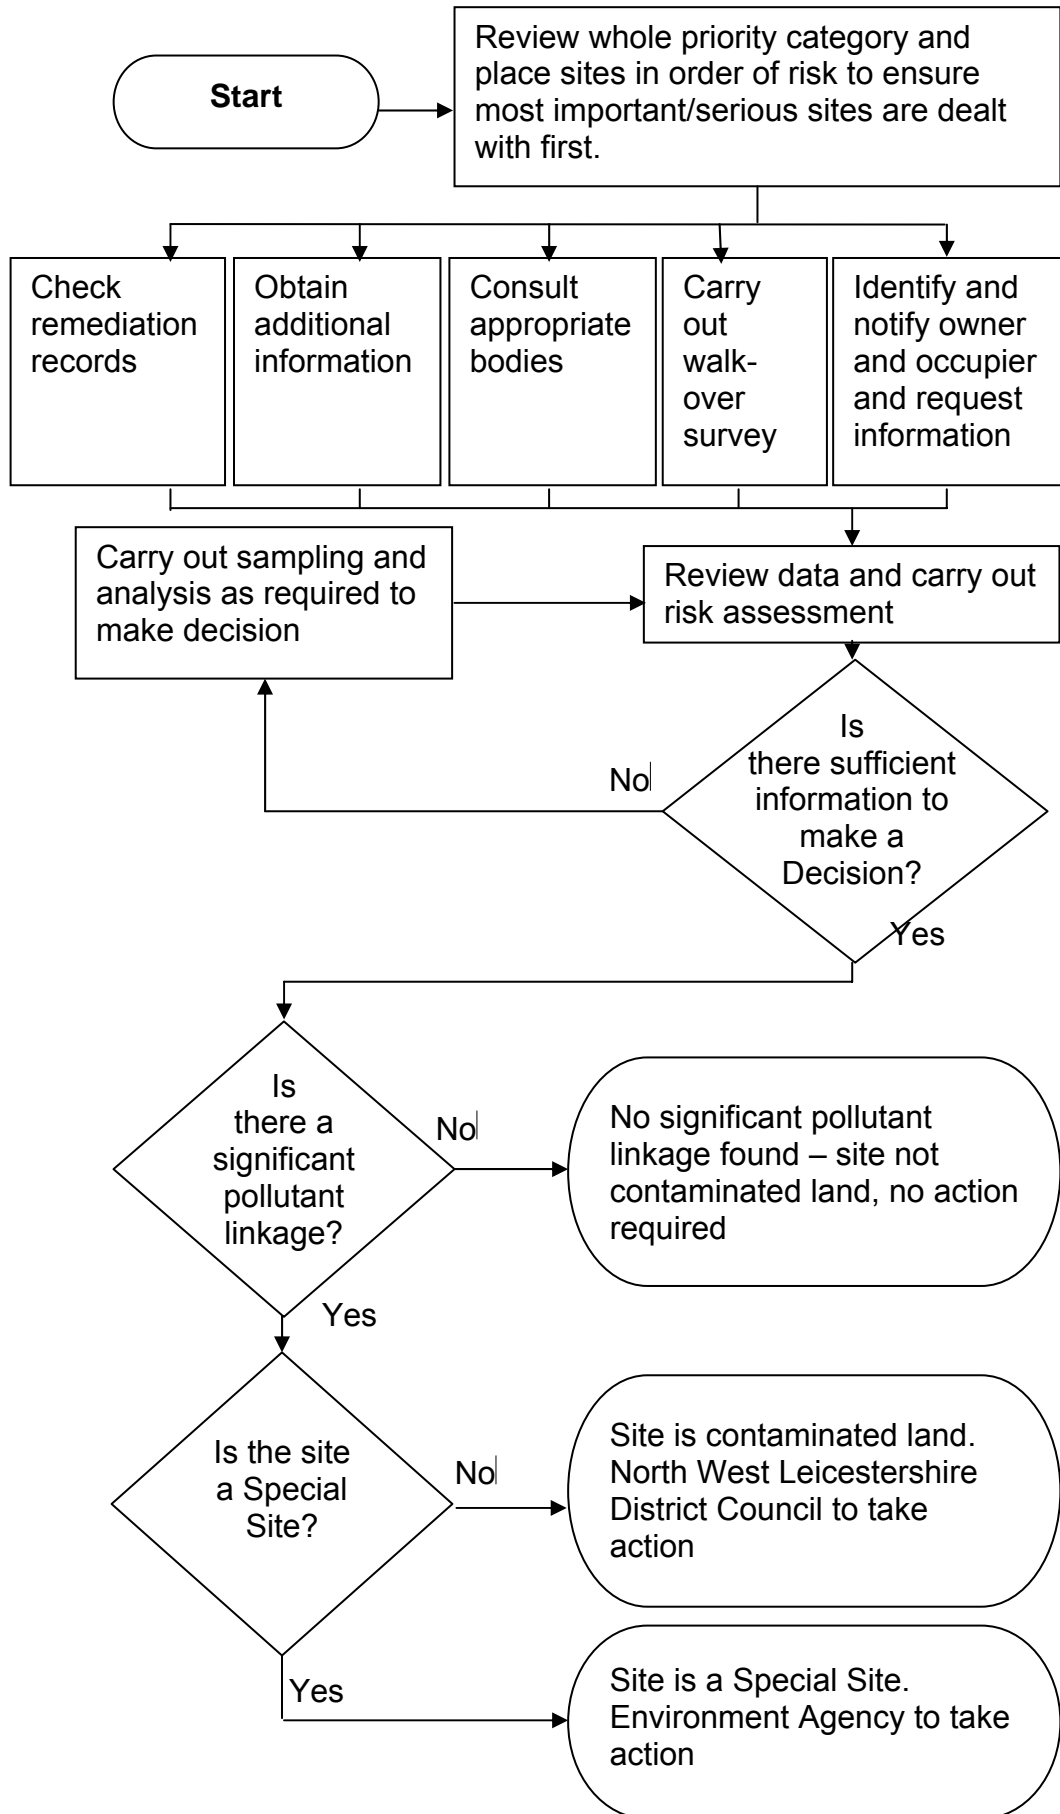 Start
Review whole priority category and
place sites in order of risk to ensure
most important/serious sites are dealt
with first.
Check
remediation
records
Obtain
additional
information
Consult
appropriate
bodies
Carry
out
walk-
over
survey
Identify and
notify owner
and occupier
and request
information
Carry out sampling and
analysis as required to
make decision
Review data and carry out
risk assessment
Is
there sufficient
information to
make a
Decision?
No
Yes
Is
there a
significant
pollutant
linkage?
No
No significant pollutant
linkage found – site not
contaminated land, no action
required
Yes
Is the site
a Special
Site?
No
Site is contaminated land.
North West Leicestershire
District Council to take
action
Yes
Site is a Special Site.
Environment Agency to take
action